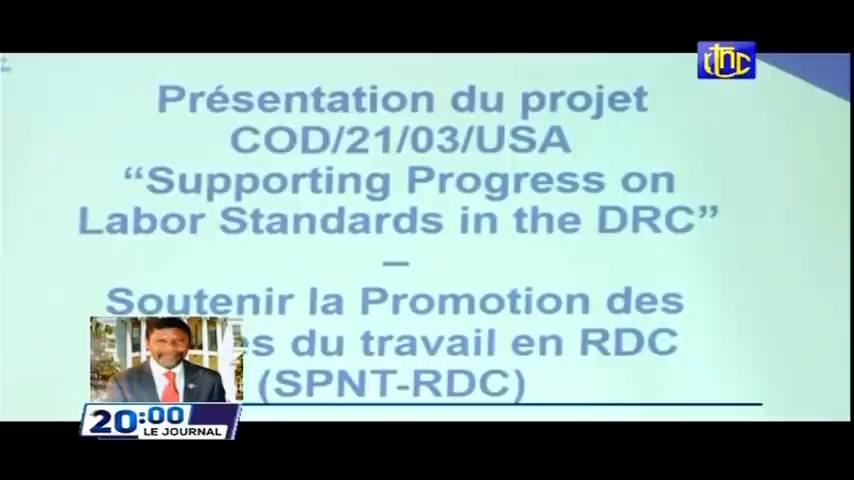 RTNC
Présentation du projet
COD/21/03/USA
“Supporting Progress on
Labor Standards in the DRC”
–
Soutenir la Promotion des
es du travail en RDC
(SPNT-RDC)
20:00
LE JOURNAL